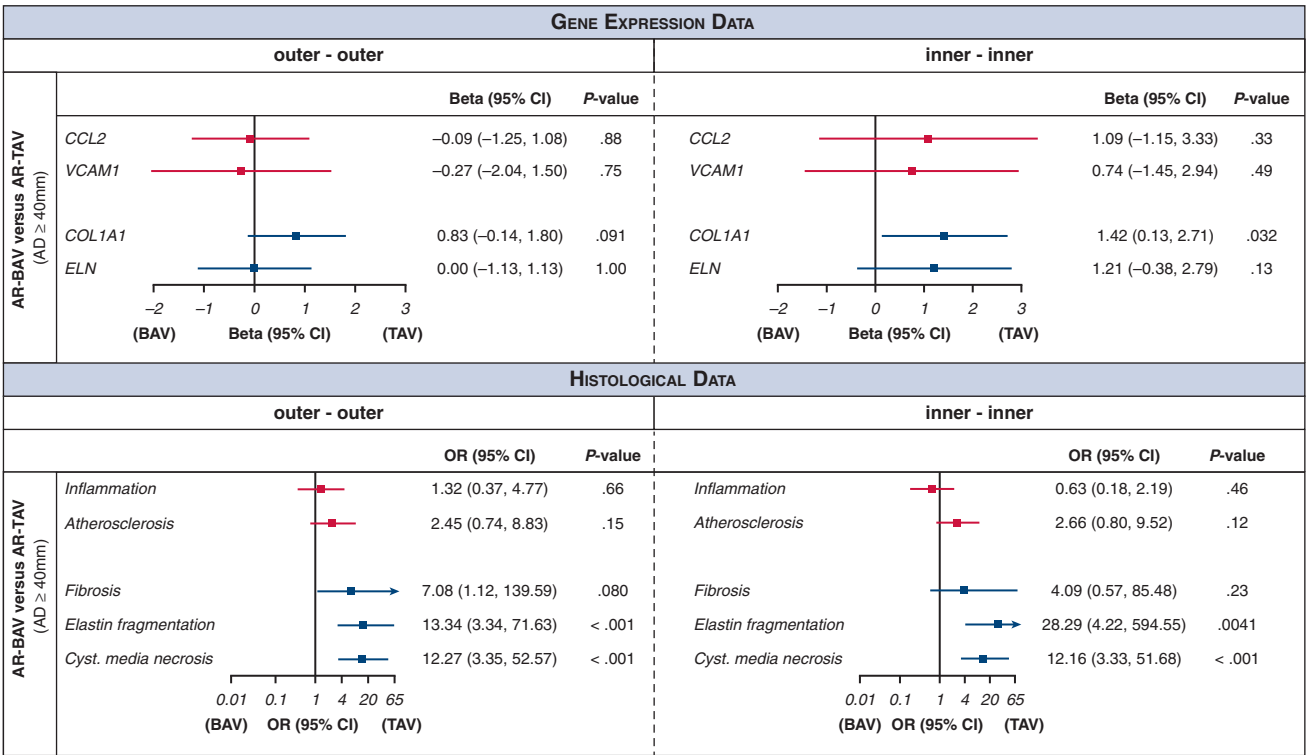 GENE EXPRESSION DATA
outer - outer
inner - inner
AR-BAV versus AR-TAV
(AD ≥ 40mm)
Beta (95% CI) P-value
CCL2 –0.09 (–1.25, 1.08) .88
VCAM1 –0.27 (–2.04, 1.50) .75
COL1A1 0.83 (–0.14, 1.80) .091
ELN 0.00 (–1.13, 1.13) 1.00
–2 –1 0 1 2 3
(BAV) Beta (95% CI) (TAV)
Beta (95% CI) P-value
CCL2 1.09 (–1.15, 3.33) .33
VCAM1 0.74 (–1.45, 2.94) .49
COL1A1 1.42 (0.13, 2.71) .032
ELN 1.21 (–0.38, 2.79) .13
–2 –1 0 1 2 3
(BAV) Beta (95% CI) (TAV)
HISTOLOGICAL DATA
outer - outer
inner - inner
AR-BAV versus AR-TAV
(AD ≥ 40mm)
OR (95% CI) P-value
Inflammation 1.32 (0.37, 4.77) .66
Atherosclerosis 2.45 (0.74, 8.83) .15
Fibrosis 7.08 (1.12, 139.59) .080
Elastin fragmentation 13.34 (3.34, 71.63) < .001
Cyst. media necrosis 12.27 (3.35, 52.57) < .001
0.01 0.1 1 4 20 65
(BAV) OR (95% CI) (TAV)
OR (95% CI) P-value
Inflammation 0.63 (0.18, 2.19) .46
Atherosclerosis 2.66 (0.80, 9.52) .12
Fibrosis 4.09 (0.57, 85.48) .23
Elastin fragmentation 28.29 (4.22, 594.55) .0041
Cyst. media necrosis 12.16 (3.33, 51.68) < .001
0.01 0.1 1 4 20 65
(BAV) OR (95% CI) (TAV)